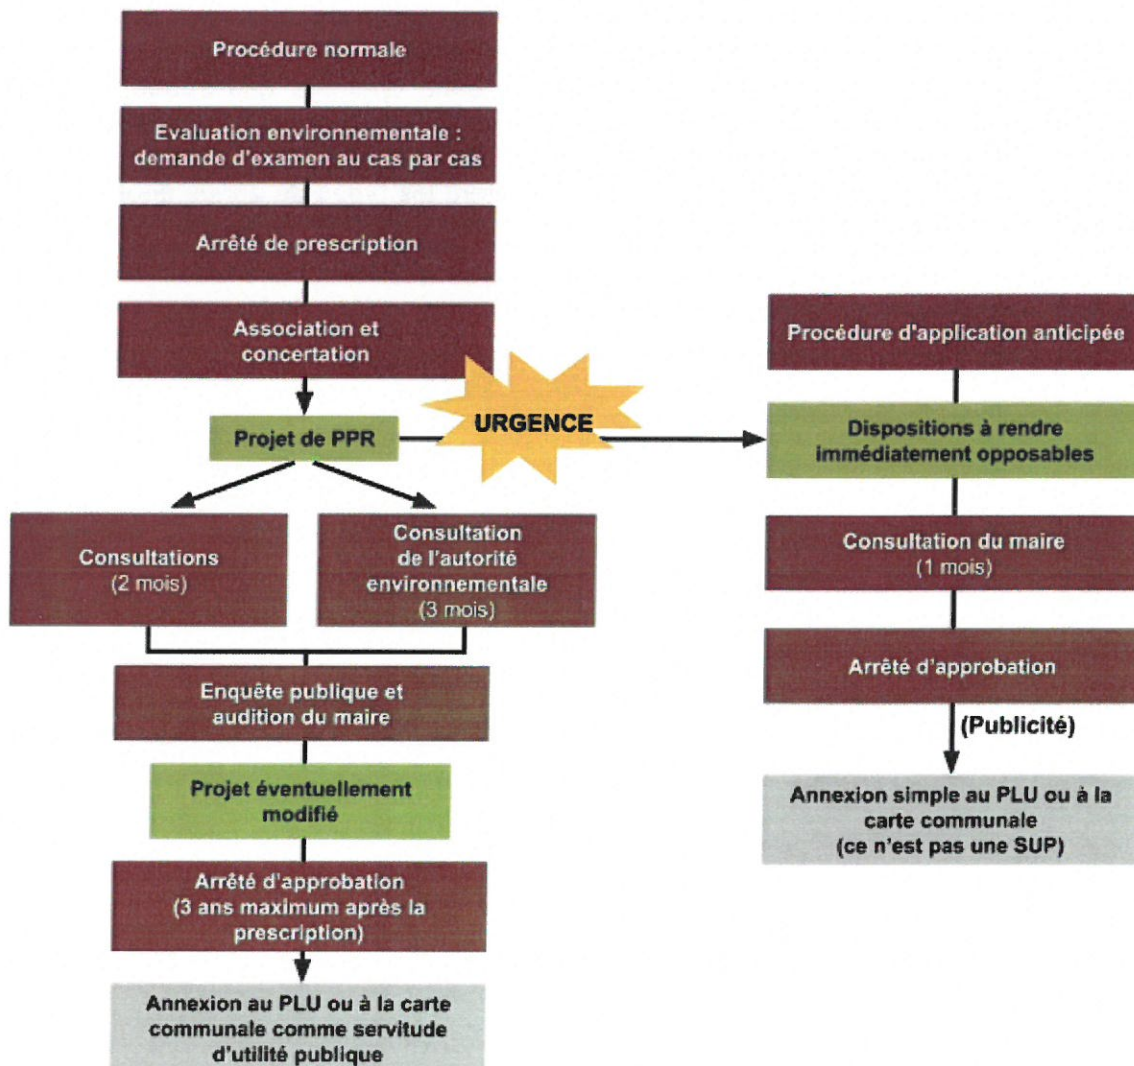 Procédure normale
Evaluation environnementale :
demande d'examen au cas par cas
Arrêté de prescription
Association et
concertation
Projet de PPR
URGENCE
Consultations
(2 mois)
Consultation
de l'autorité
environnementale
(3 mois)
Enquête publique et
audition du maire
Projet éventuellement
modifié
Arrêté d'approbation
(3 ans maximum après la
prescription)
Annexion au PLU ou à la carte
communale comme servitude
d'utilité publique
Procédure d'application anticipée
Dispositions à rendre
immédiatement opposables
Consultation du maire
(1 mois)
Arrêté d'approbation
(Publicité)
Annexion simple au PLU ou à la
carte communale
(ce n'est pas une SUP)